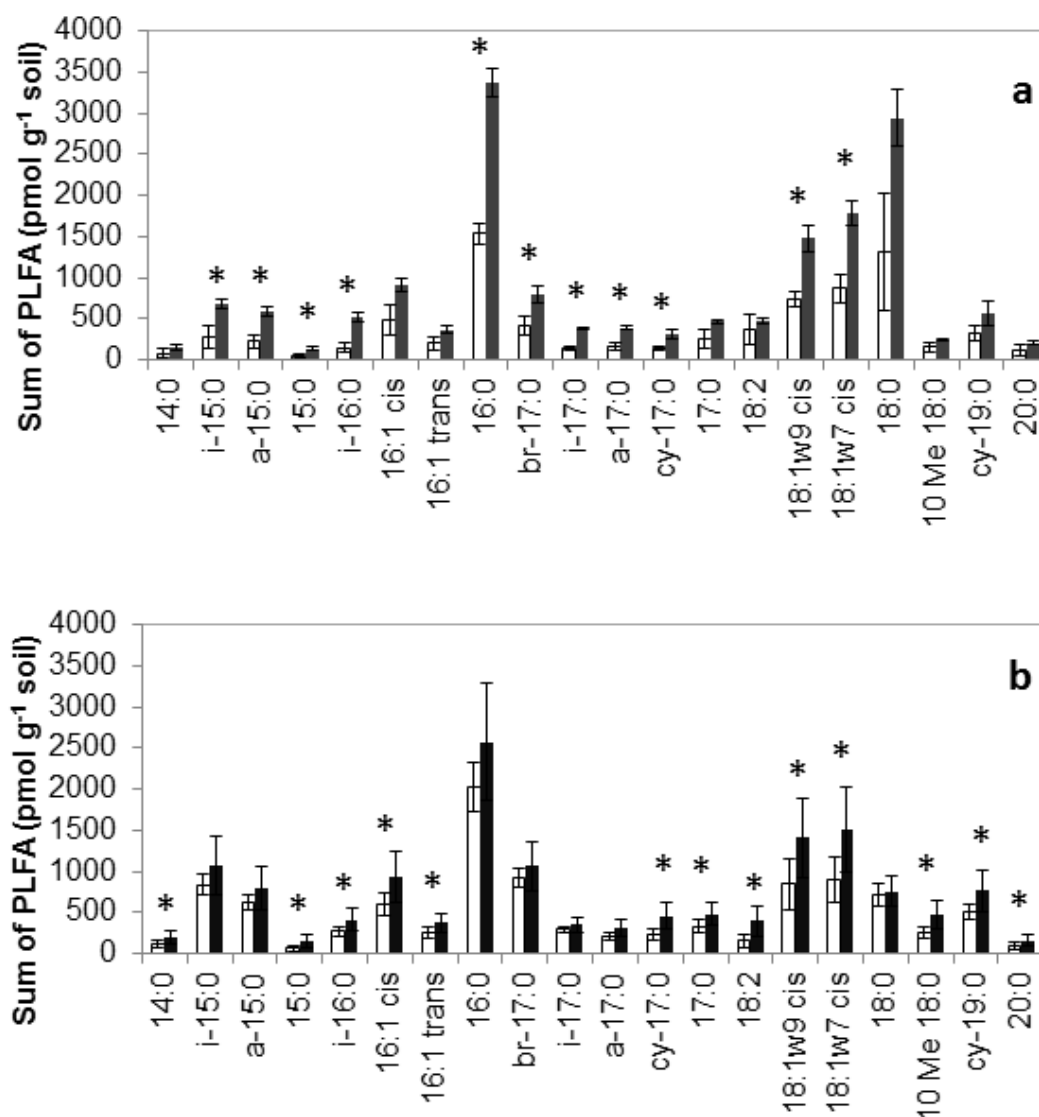 Sum of PLFA (pmol g-1 soil)
4000
3500
3000
2500
2000
1500
1000
500
0
a
* * * * * * * * * * *
14:0
i-15:0
a-15:0
15:0
i-16:0
16:1 cis
16:1 trans
16:0
br-17:0
i-17:0
a-17:0
cy-17:0
17:0
18:2
18:1w9 cis
18:1w7 cis
18:0
10 Me 18:0
cy-19:0
20:0
Sum of PLFA (pmol g-1 soil)
4000
3500
3000
2500
2000
1500
1000
500
0
b
* * * * * * * * * * * * *
14:0
i-15:0
a-15:0
15:0
i-16:0
16:1 cis
16:1 trans
16:0
br-17:0
i-17:0
a-17:0
cy-17:0
17:0
18:2
18:1w9 cis
18:1w7 cis
18:0
10 Me 18:0
cy-19:0
20:0